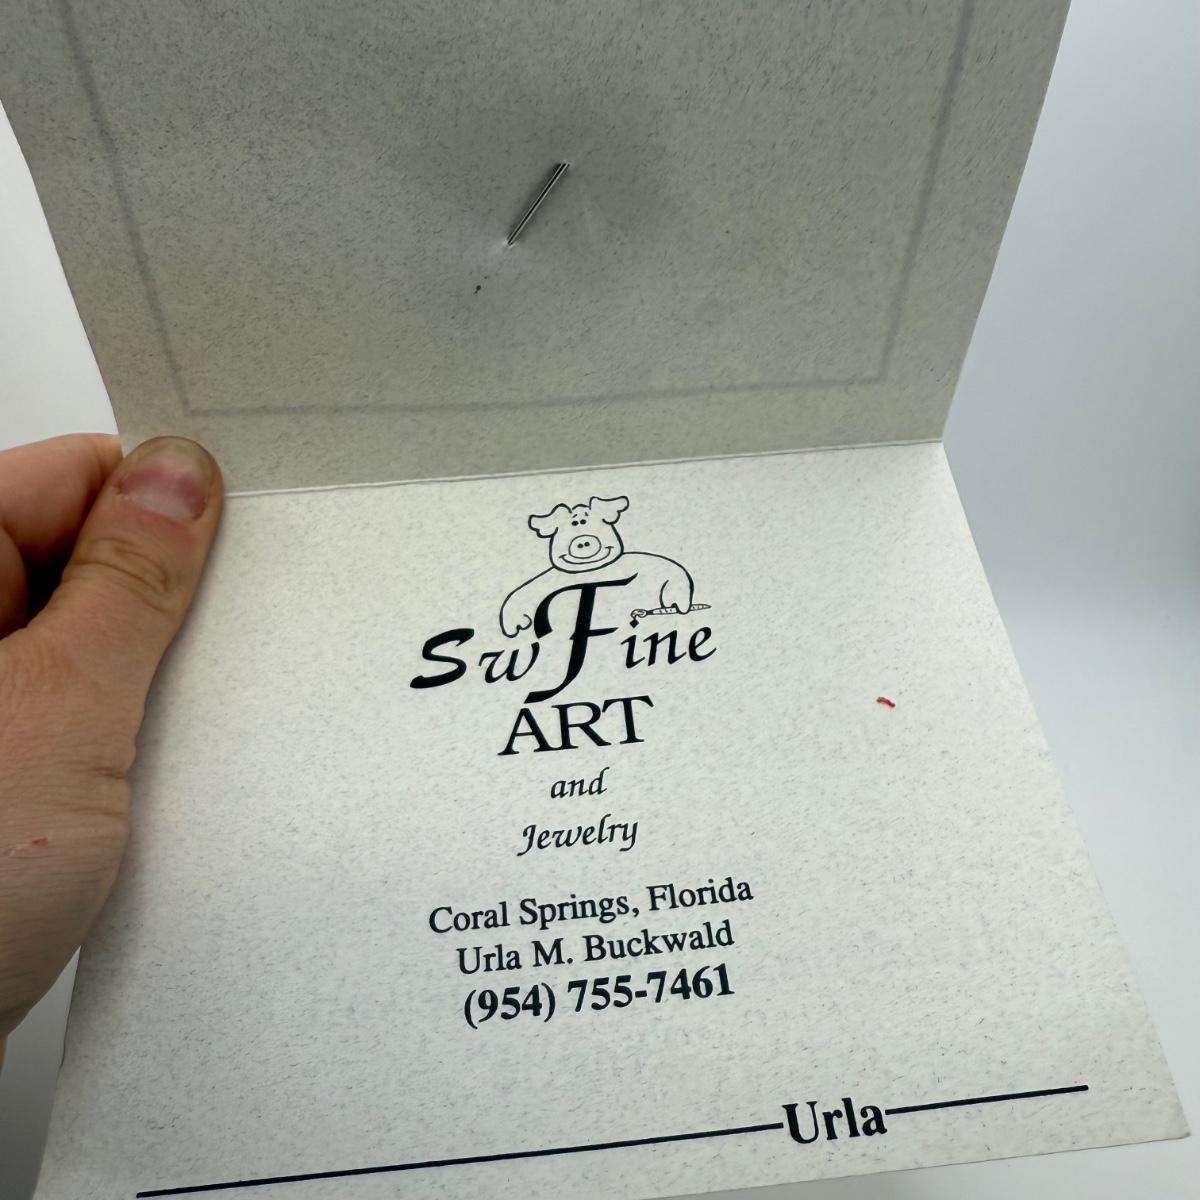 SwFine
ART
and
Jewelry
Coral Springs, Florida
Urla M. Buckwald
(954) 755-7461
Urla